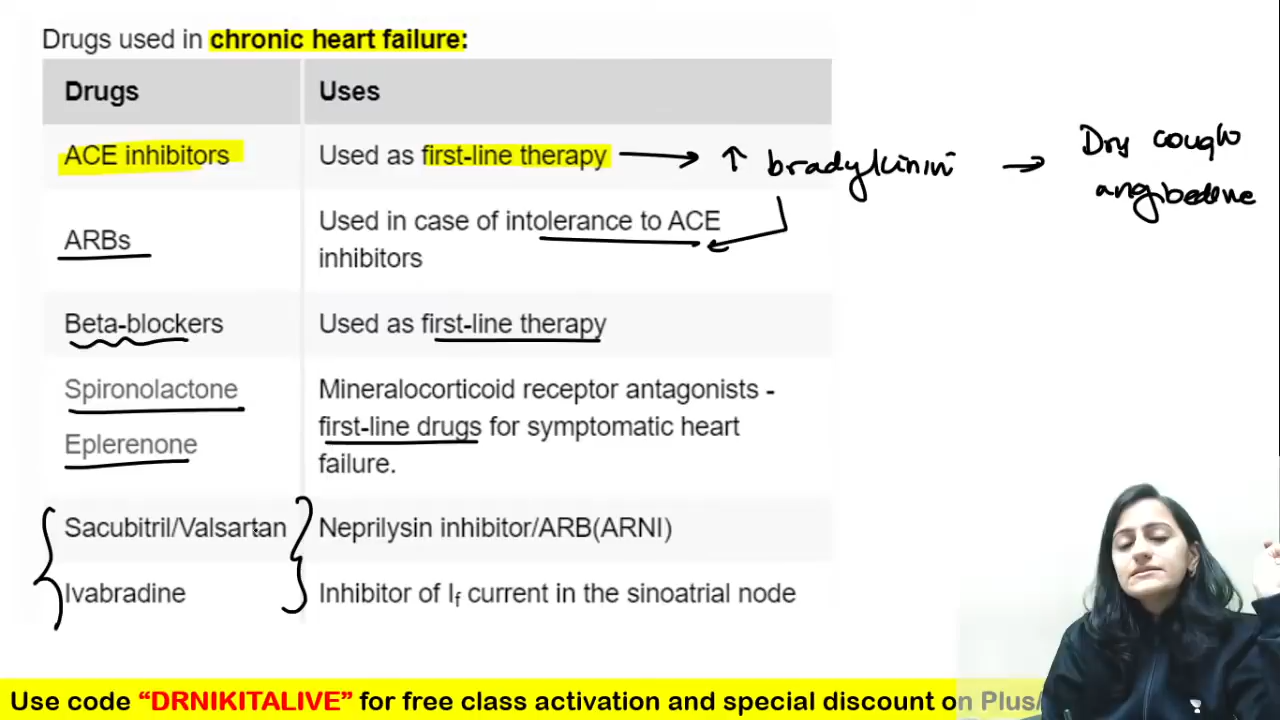 Drugs used in chronic heart failure:
Drugs Uses
ACE inhibitors Used as first-line therapy → ↑ bradykinin → Dry cough
angioedema
ARBs Used in case of intolerance to ACE
inhibitors
Beta-blockers Used as first-line therapy
Spironolactone Mineralocorticoid receptor antagonists -
Eplerenone first-line drugs for symptomatic heart
failure.
Sacubitril/Valsartan Neprilysin inhibitor/ARB(ARNI)
Ivabradine Inhibitor of If current in the sinoatrial node
Use code “DRNIKITALIVE” for free class activation and special discount on Plus/